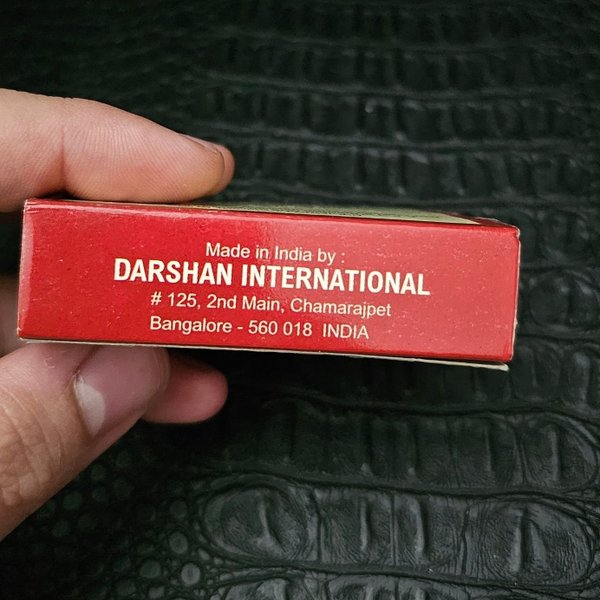 Made in India by :
DARSHAN INTERNATIONAL
# 125, 2nd Main, Chamarajpet
Bangalore - 560 018 INDIA